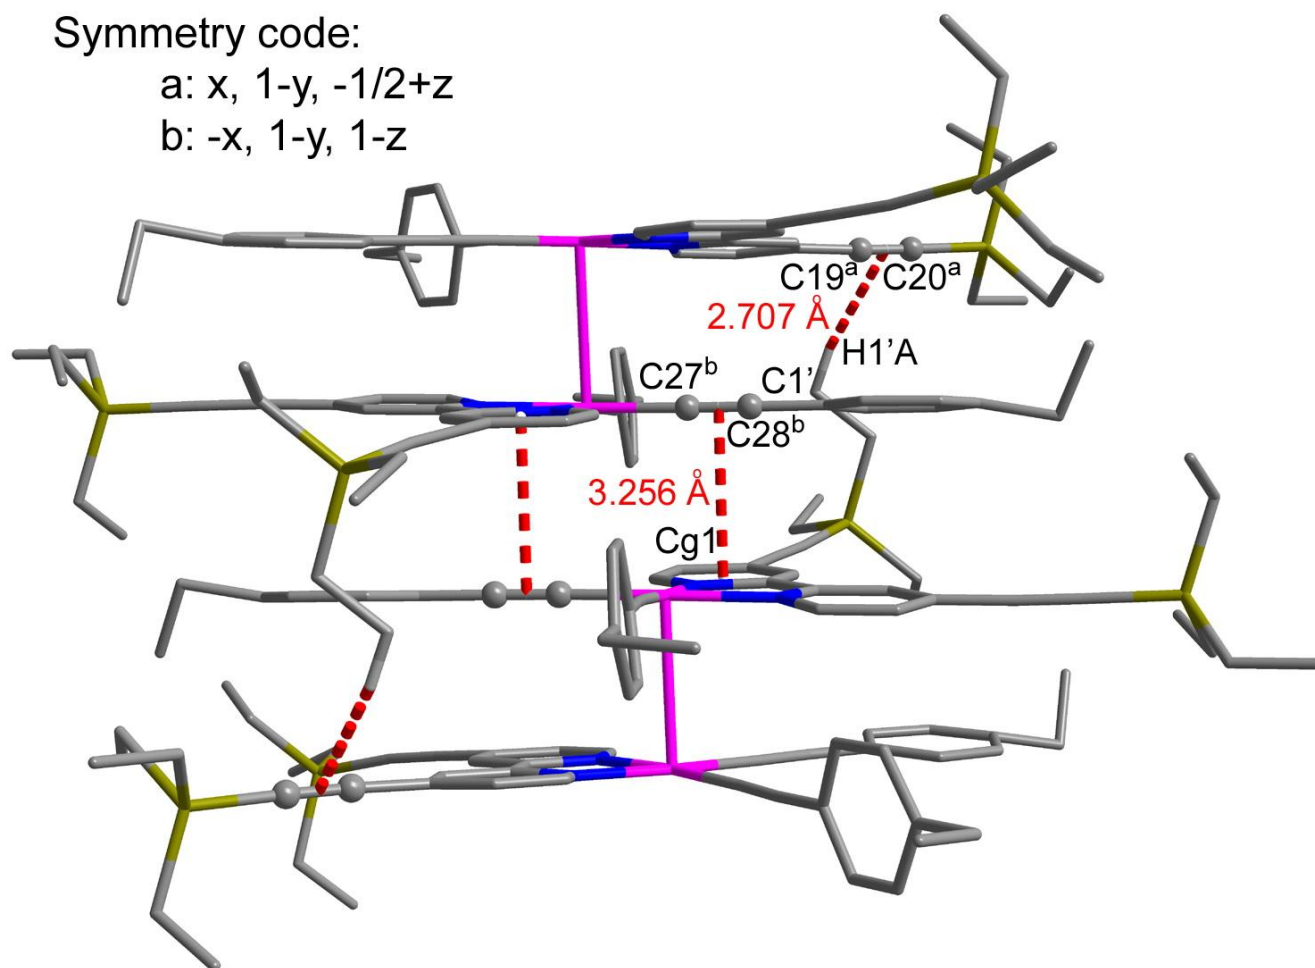 Symmetry code:
a: x, 1-y, -1/2+z
b: -x, 1-y, 1-z
C19ᵃ C20ᵃ
2.707 Å
H1'A
C27ᵇ C1'
C28ᵇ
3.256 Å
Cg1